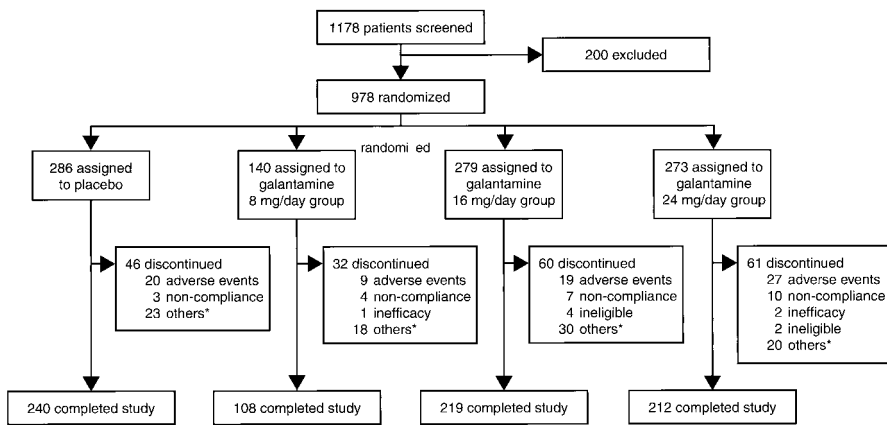 1178 patients screened
200 excluded
978 randomized
randomi ed
286 assigned
to placebo
140 assigned to
galantamine
8 mg/day group
279 assigned to
galantamine
16 mg/day group
273 assigned to
galantamine
24 mg/day group
46 discontinued
20 adverse events
3 non-compliance
23 others*
32 discontinued
9 adverse events
4 non-compliance
1 inefficacy
18 others*
60 discontinued
19 adverse events
7 non-compliance
4 ineligible
30 others*
61 discontinued
27 adverse events
10 non-compliance
2 inefficacy
2 ineligible
20 others*
240 completed study
108 completed study
219 completed study
212 completed study